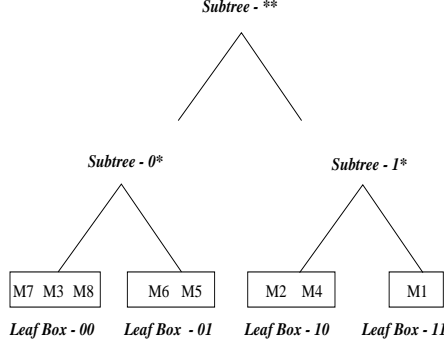 Subtree - **
Subtree - 0*
Subtree - 1*
M7 M3 M8
M6 M5
M2 M4
M1
Leaf Box - 00
Leaf Box - 01
Leaf Box - 10
Leaf Box - 11